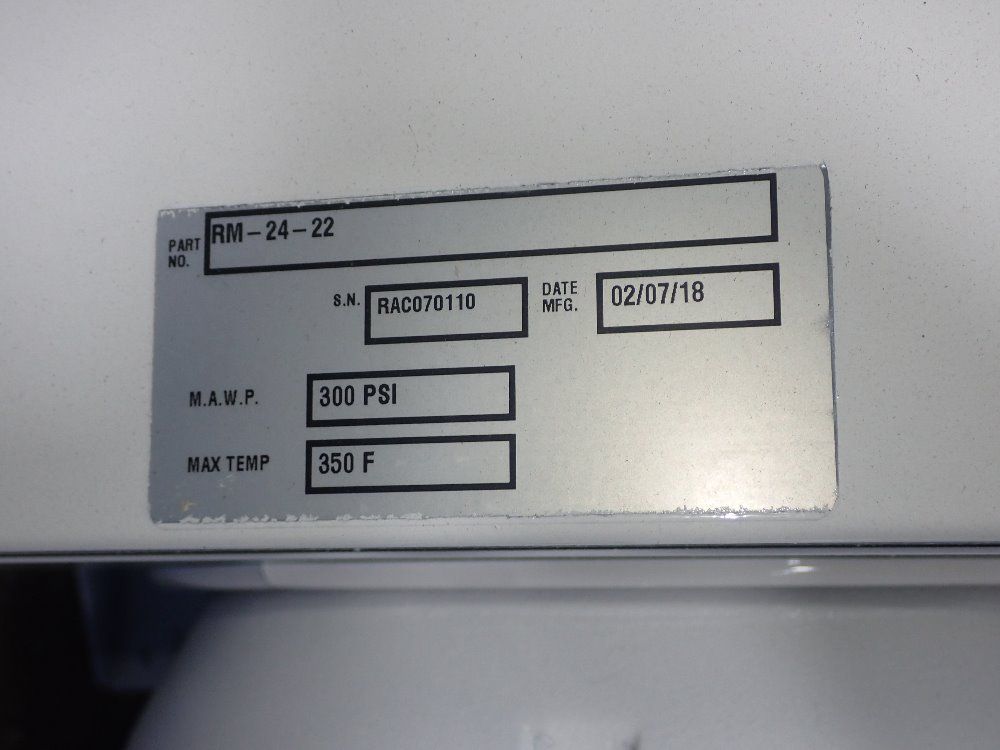 PART NO. RM-24-22
S.N. RAC070110 DATE MFG. 02/07/18
M.A.W.P. 300 PSI
MAX TEMP 350 F